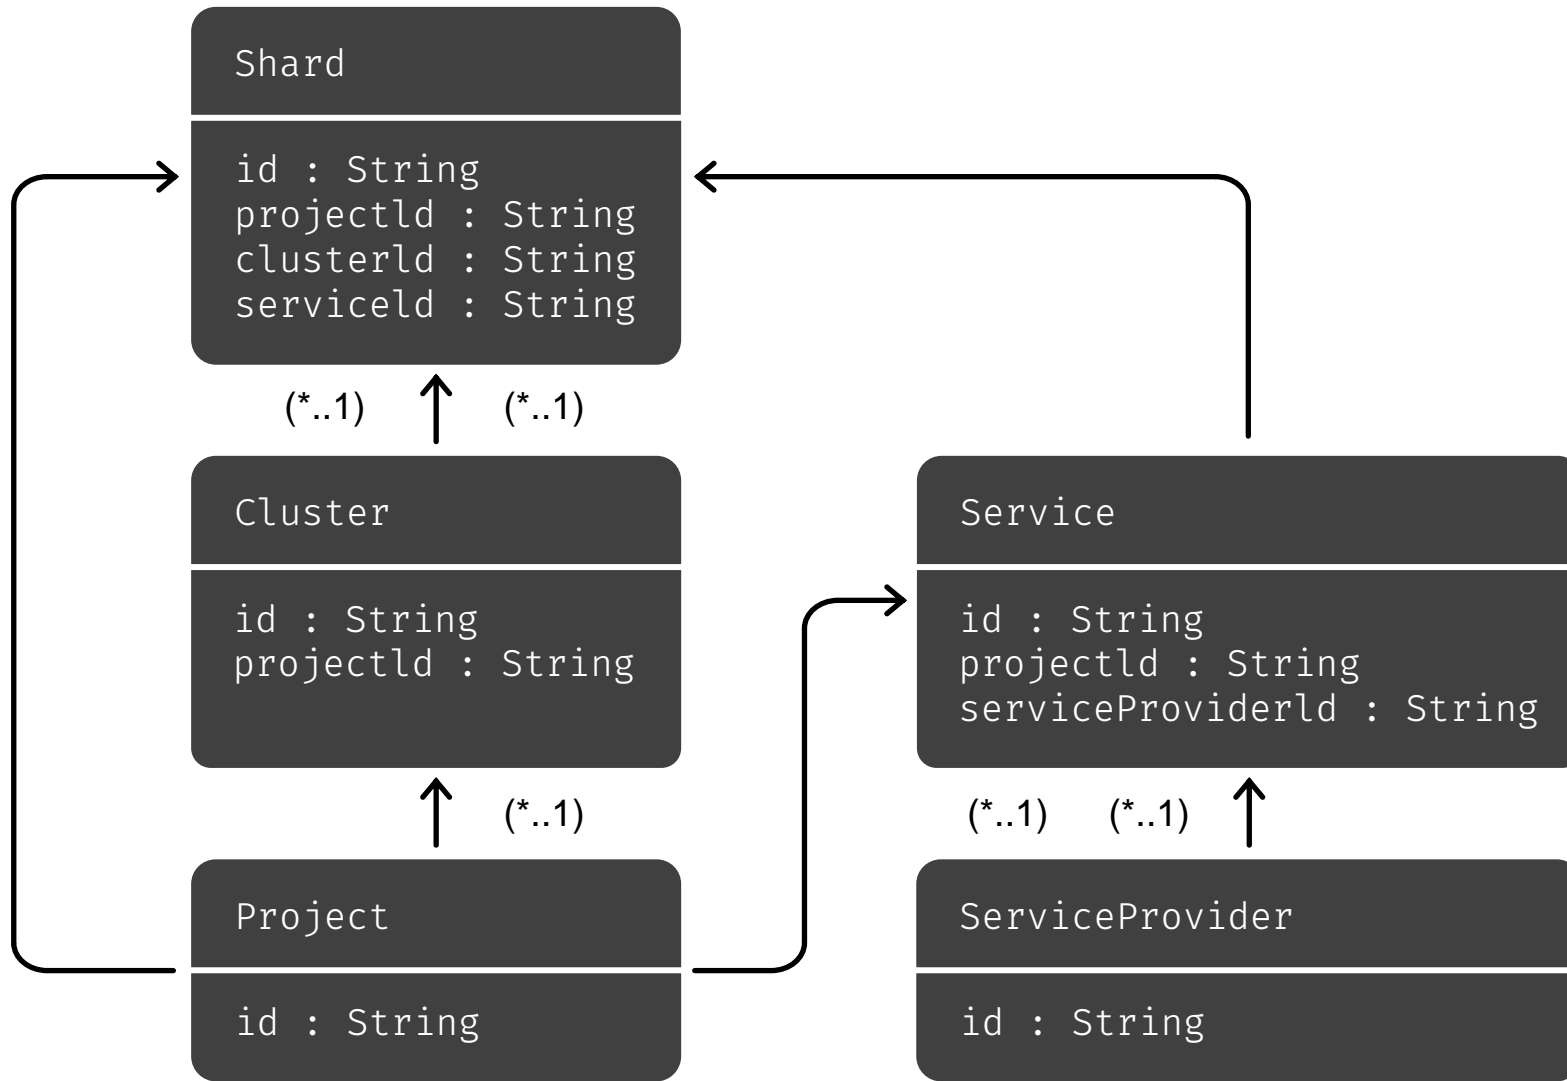 Shard
id : String
projectld : String
clusterld : String
serviceld : String
(*..1) (*..1)
Cluster
id : String
projectld : String
Service
id : String
projectld : String
serviceProviderld : String
(*..1)
(*..1) (*..1)
Project
id : String
ServiceProvider
id : String